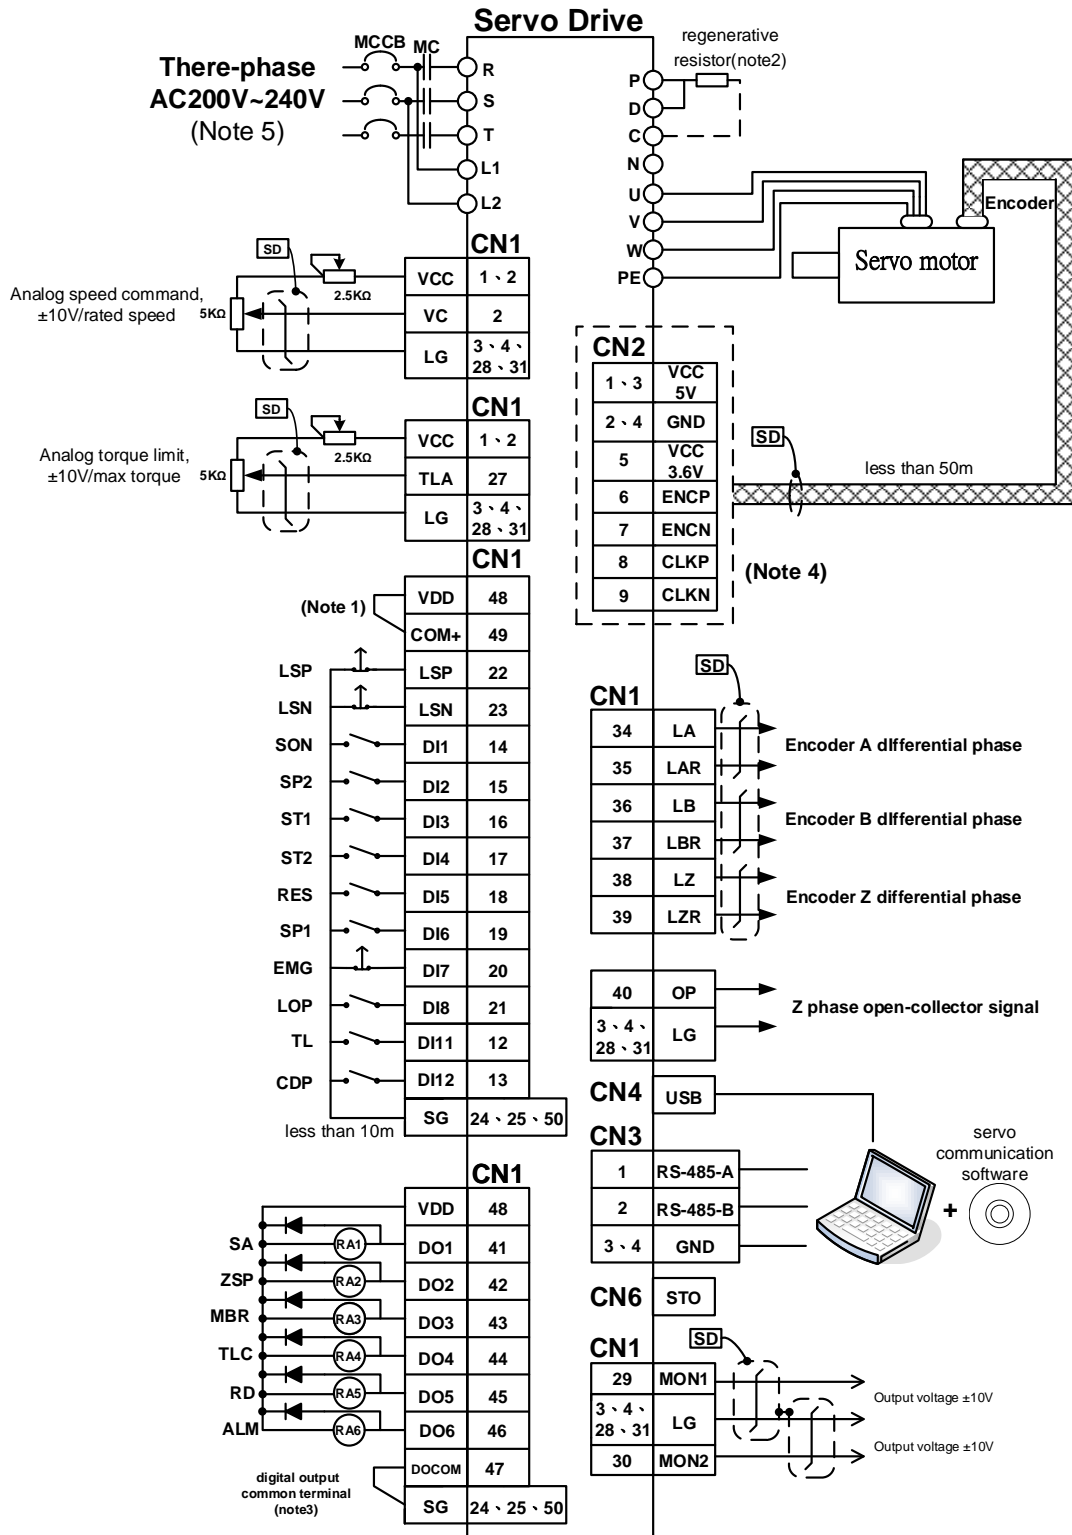 Servo Drive
MCCB
MC
There-phase
AC200V~240V
(Note 5)
R
S
T
L1
L2
regenerative
resistor(note2)
P
D
C
N
U
V
W
PE
Encoder
Servo motor
CN1
SD
2.5KΩ
5KΩ
Analog speed command,
±10V/rated speed
VCC 1、2
VC 2
LG 3、4、
28、31
CN1
SD
2.5KΩ
5KΩ
Analog torque limit,
±10V/max torque
VCC 1、2
TLA 27
LG 3、4、
28、31
CN2
1、3 VCC
5V
2、4 GND
5 VCC
3.6V
6 ENCP
7 ENCN
8 CLKP
9 CLKN
SD
less than 50m
(Note 4)
CN1
(Note 1)
VDD 48
COM+ 49
LSP LSP 22
LSN LSN 23
SON DI1 14
SP2 DI2 15
ST1 DI3 16
ST2 DI4 17
RES DI5 18
SP1 DI6 19
EMG DI7 20
LOP DI8 21
TL DI11 12
CDP DI12 13
SG 24、25、50
less than 10m
CN1
SD
34 LA
35 LAR
Encoder A dIfferential phase
36 LB
37 LBR
Encoder B dIfferential phase
38 LZ
39 LZR
Encoder Z differential phase
40 OP
3、4、
28、31 LG
Z phase open-collector signal
CN4 USB
CN3
1 RS-485-A
2 RS-485-B
3、4 GND
servo
communication
software
+
CN6 STO
CN1
VDD 48
SA RA1 DO1 41
ZSP RA2 DO2 42
MBR RA3 DO3 43
TLC RA4 DO4 44
RD RA5 DO5 45
ALM RA6 DO6 46
DOCOM 47
SG 24、25、50
digital output
common terminal
(note3)
CN1
SD
29 MON1
3、4、
28、31 LG
30 MON2
Output voltage ±10V
Output voltage ±10V